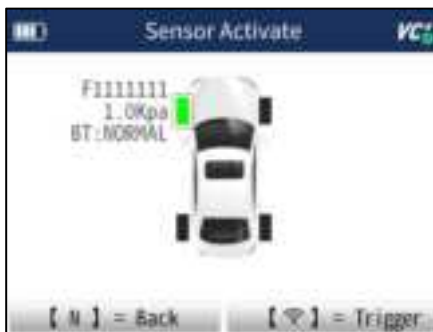 Sensor Activate
F1111111
1.0Kpa
BT:NORMAL
[ N ] = Back
[ ] = Trigger